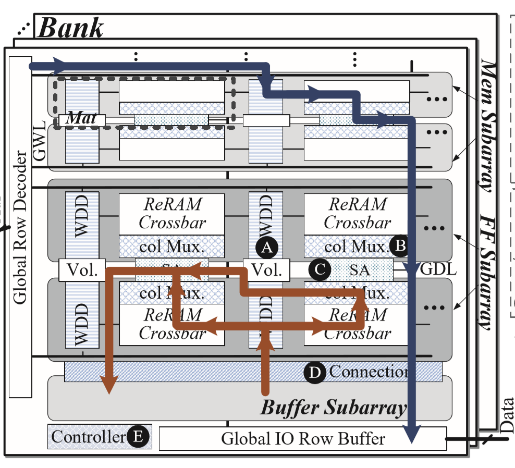 Bank
Mat
GWL
Global Row Decoder
Mem Subarray
WDD
ReRAM
Crossbar
col Mux.
WDD
A
ReRAM
Crossbar
col Mux.
B
Vol.
SA
Vol.
C
SA
GDL
WDD
col Mux.
ReRAM
Crossbar
WDD
col Mux.
ReRAM
Crossbar
FF Subarray
D Connection
Buffer Subarray
Controller E
Global IO Row Buffer
Data